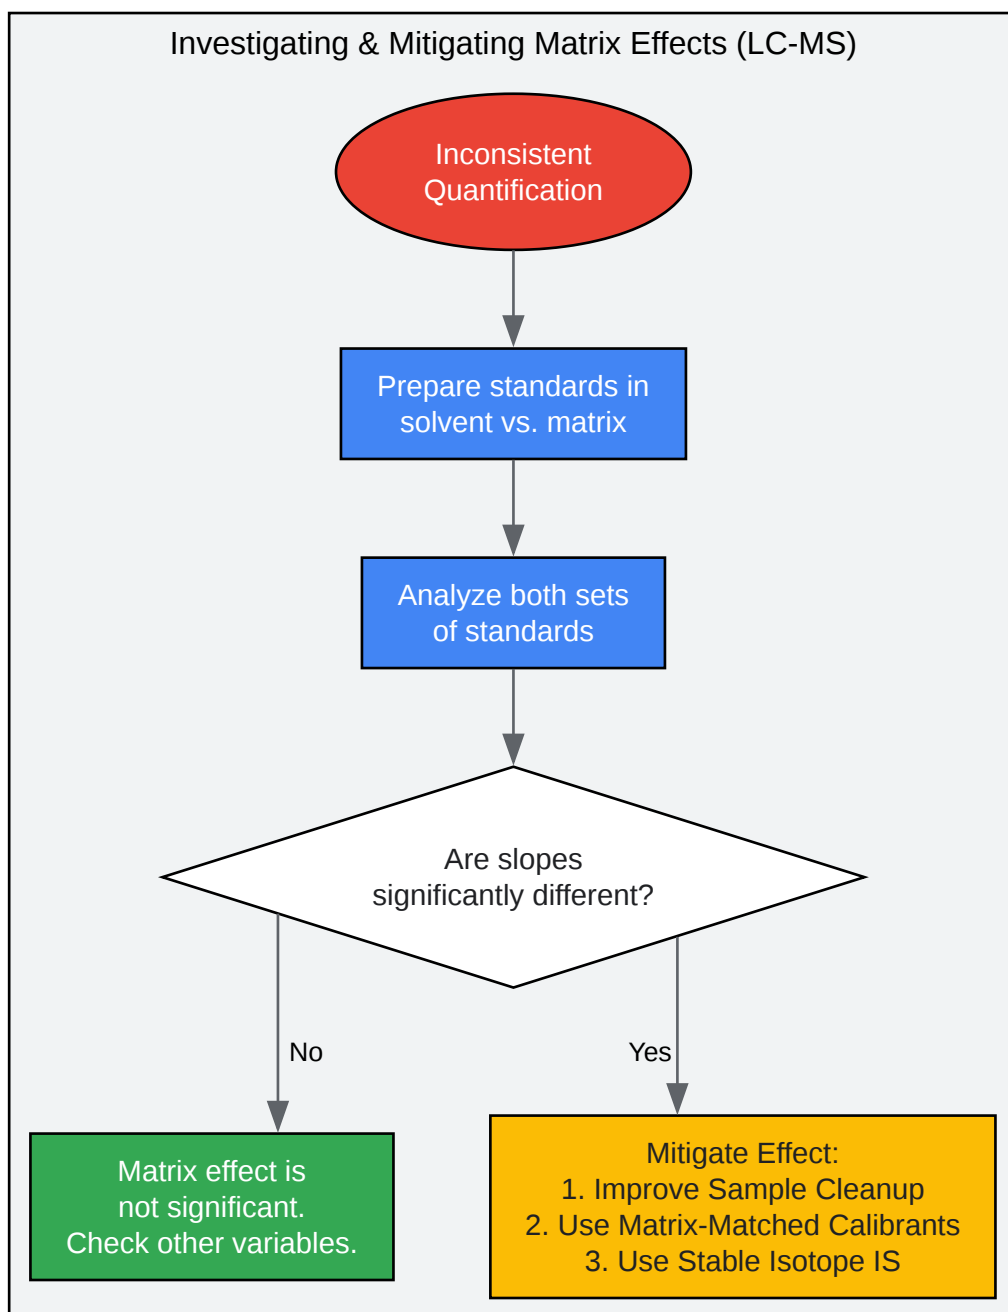 Investigating & Mitigating Matrix Effects (LC-MS)
Inconsistent
Quantification
Prepare standards in
solvent vs. matrix
Analyze both sets
of standards
Are slopes
significantly different?
No
Yes
Matrix effect is
not significant.
Check other variables.
Mitigate Effect:
1. Improve Sample Cleanup
2. Use Matrix-Matched Calibrants
3. Use Stable Isotope IS